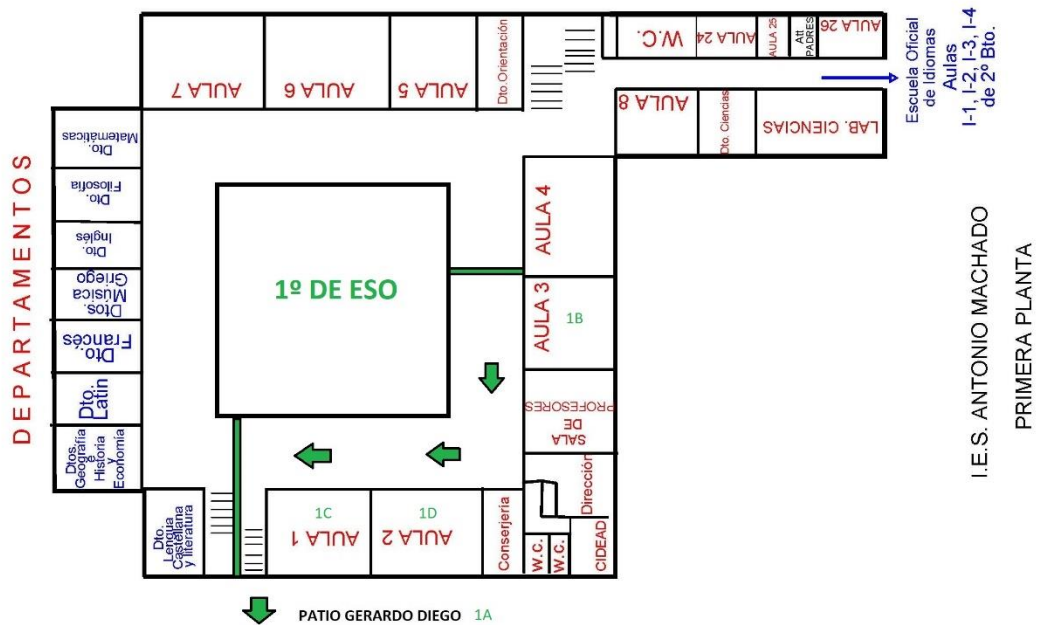 W.C.
AULA 24
AULA 25
Att
PADRES
AULA 26
AULA 7
AULA 6
AULA 5
Dto.Orientación
AULA 8
Dto. Ciencias
LAB. CIENCIAS
Escuela Oficial
de Idiomas
Aulas
I-1, I-2, I-3, I-4
de 2º Bto.
DEPARTAMENTOS
Dto.
Matemáticas
Dto.
Filosofía
Dto.
Inglés
Dtos.
Música
Griego
Dto.
Francés
Dto.
Latin
Dtos.
Geografía
e
Historia
y
Economía
1º DE ESO
AULA 4
AULA 3
1B
SALA
DE
PROFESORES
Dirección
CIDEAD
W.C.
W.C.
Conserjería
1D
AULA 2
1C
AULA 1
Dto.
Lengua
Castellana
y literatura
PATIO GERARDO DIEGO 1A
I.E.S. ANTONIO MACHADO
PRIMERA PLANTA